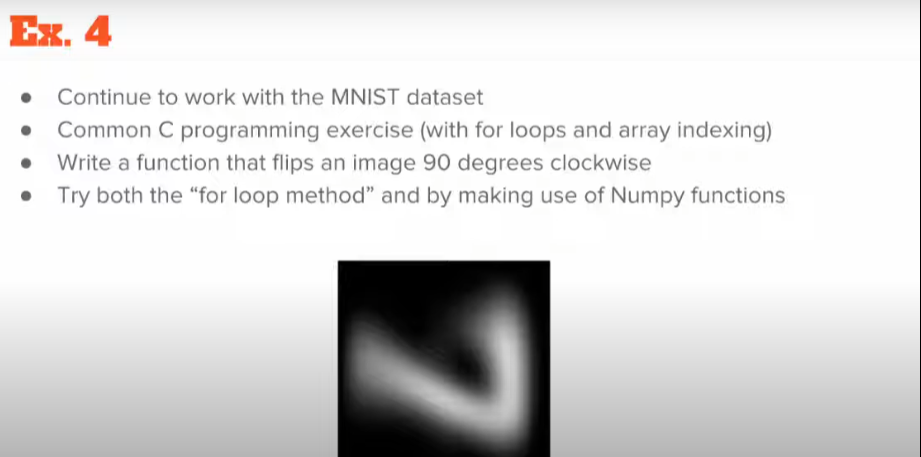 Ex. 4
Continue to work with the MNIST dataset
Common C programming exercise (with for loops and array indexing)
Write a function that flips an image 90 degrees clockwise
Try both the “for loop method” and by making use of Numpy functions